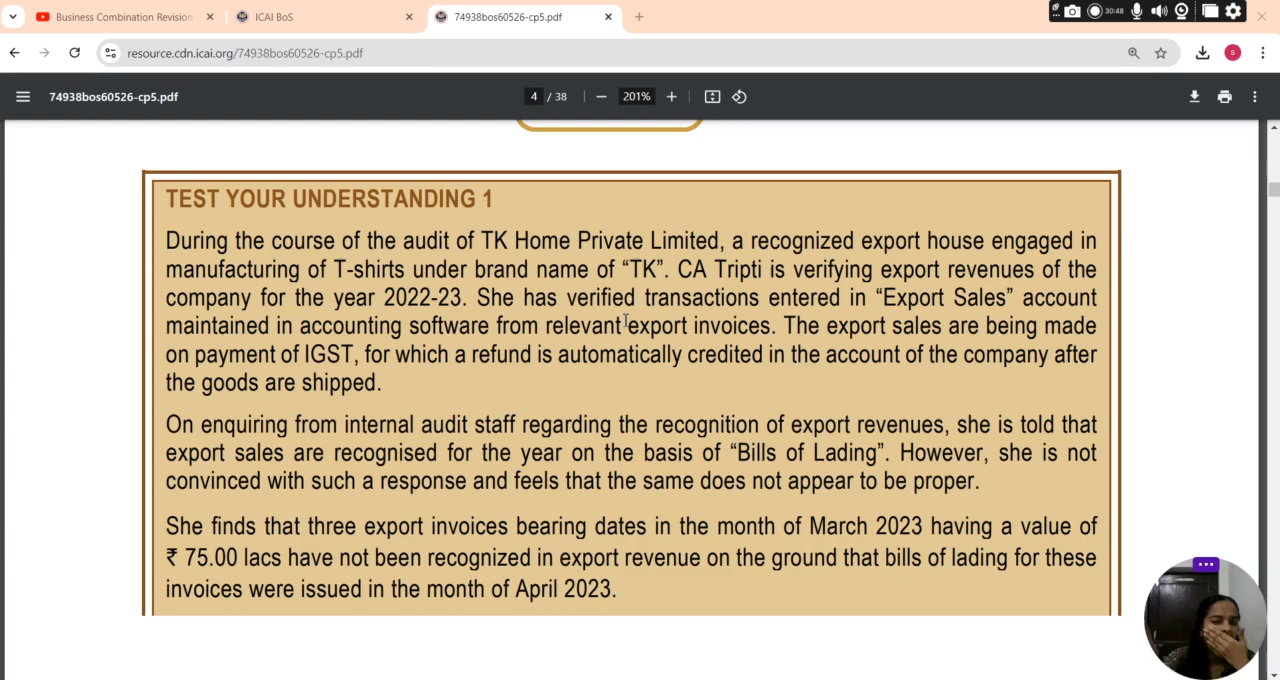 Business Combination Revision
ICAI BoS
74938bos60526-cp5.pdf
30:48
resource.cdn.icai.org/74938bos60526-cp5.pdf
S
74938bos60526-cp5.pdf
4 / 38
201%
TEST YOUR UNDERSTANDING 1
During the course of the audit of TK Home Private Limited, a recognized export house engaged in
manufacturing of T-shirts under brand name of “TK”. CA Tripti is verifying export revenues of the
company for the year 2022-23. She has verified transactions entered in “Export Sales” account
maintained in accounting software from relevant export invoices. The export sales are being made
on payment of IGST, for which a refund is automatically credited in the account of the company after
the goods are shipped.
On enquiring from internal audit staff regarding the recognition of export revenues, she is told that
export sales are recognised for the year on the basis of “Bills of Lading”. However, she is not
convinced with such a response and feels that the same does not appear to be proper.
She finds that three export invoices bearing dates in the month of March 2023 having a value of
₹ 75.00 lacs have not been recognized in export revenue on the ground that bills of lading for these
invoices were issued in the month of April 2023.